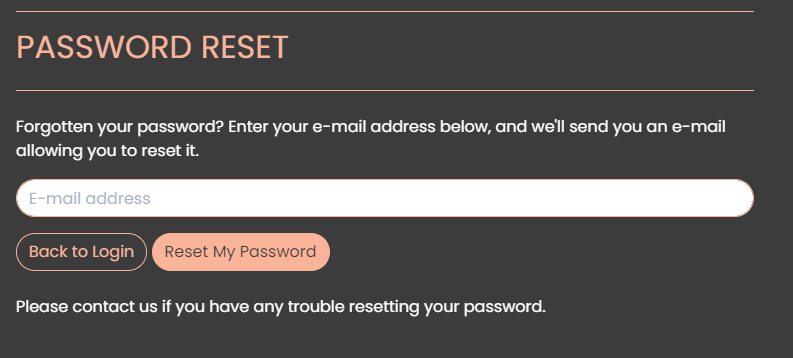 PASSWORD RESET
Forgotten your password? Enter your e-mail address below, and we'll send you an e-mail
allowing you to reset it.
E-mail address
Back to Login Reset My Password
Please contact us if you have any trouble resetting your password.